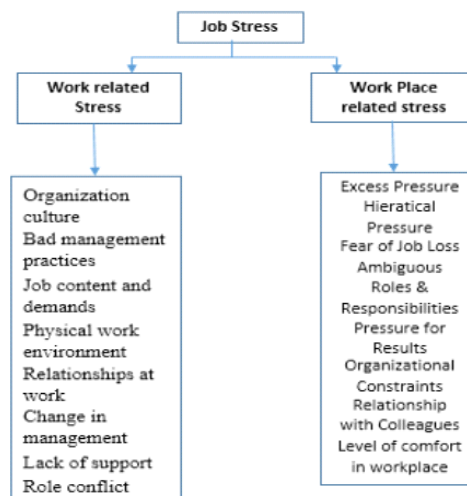 Job Stress
Work related
Stress
Work Place
related stress
Organization
culture
Bad management
practices
Job content and
demands
Physical work
environment
Relationships at
work
Change in
management
Lack of support
Role conflict
Excess Pressure
Hieratical
Pressure
Fear of Job Loss
Ambiguous
Roles &
Responsibilities
Pressure for
Results
Organizational
Constraints
Relationship
with Colleagues
Level of comfort
in workplace